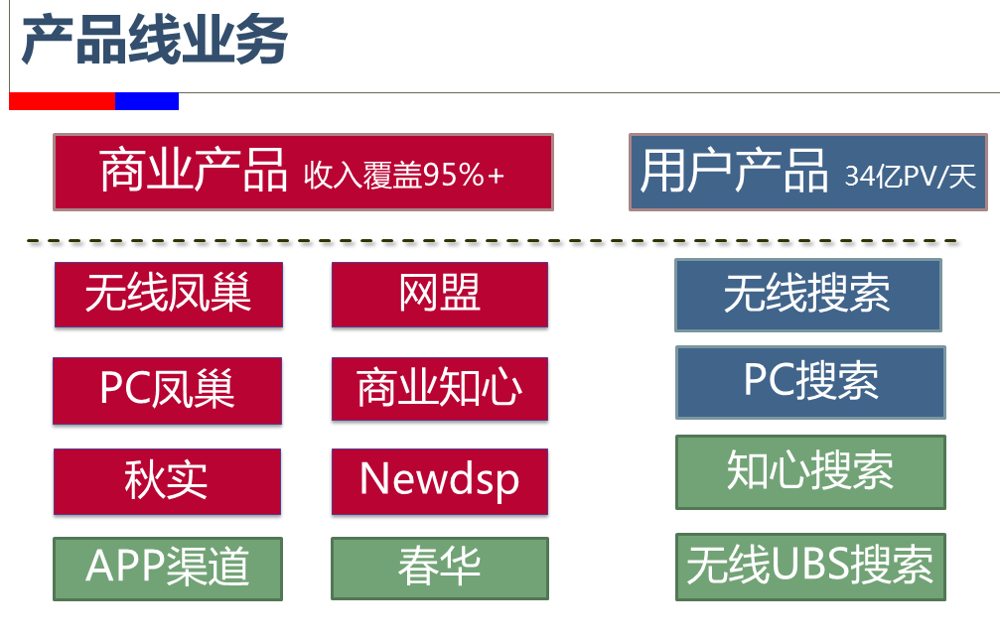 产品线业务
商业产品 收入覆盖95%+
用户产品 34亿PV/天
无线凤巢
网盟
无线搜索
PC凤巢
商业知心
PC搜索
秋实
Newdsp
知心搜索
APP渠道
春华
无线UBS搜索